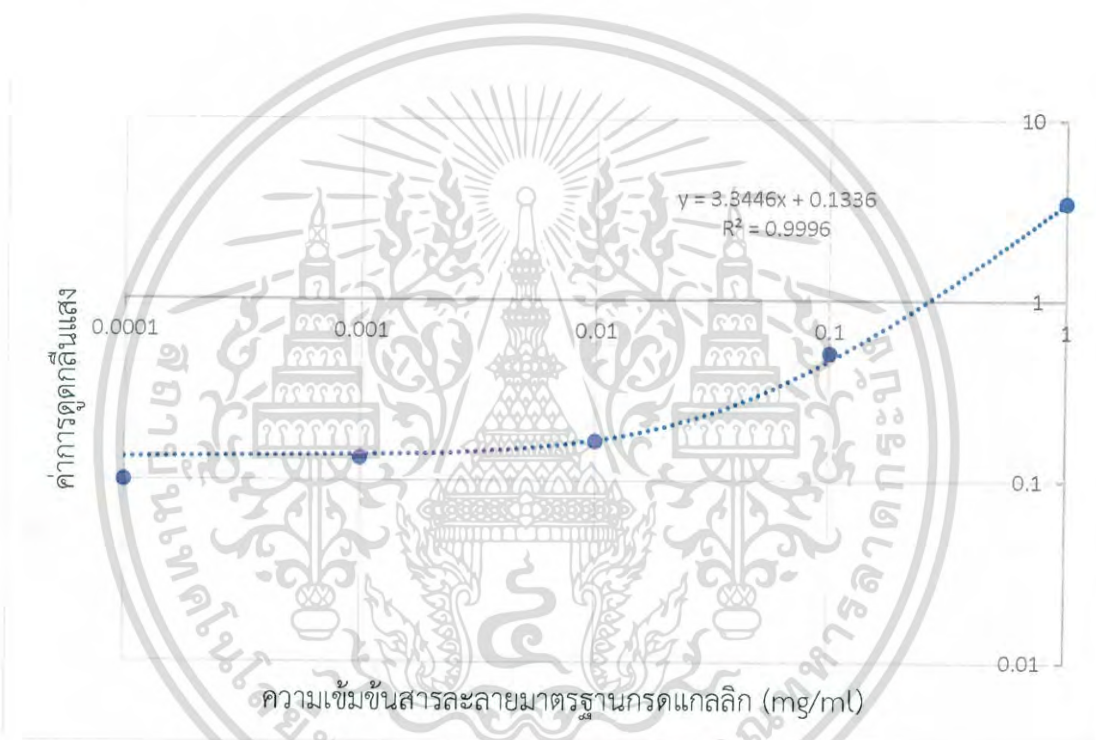 10
y = 3.3446x + 0.1336
R² = 0.9996
1
0.0001 0.001 0.01 0.1 1
ค่าการดูดกลืนแสง
0.1
0.01
ความเข้มข้นสารละลายมาตรฐานกรดแกลลิก (mg/ml)